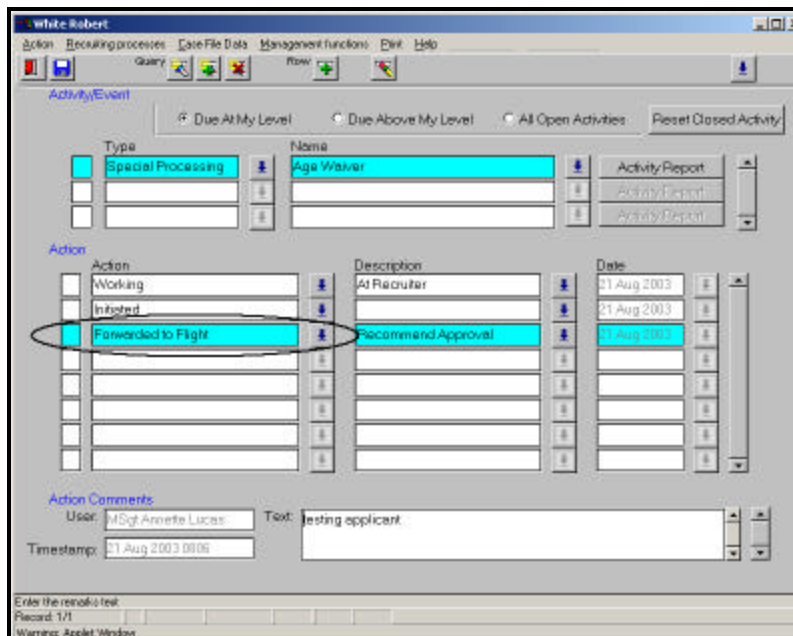 White Robert
Action Recruiting processes Case File Data Management functions Print Help
Query Row
Activity/Event
Due At My Level Due Above My Level All Open Activities Reset Closed Activity
Type Name
Special Processing Age Waiver Activity Report
Activity Report
Activity Report
Action
Action Description Date
Working At Recruiter 21 Aug 2003
Initiated 21 Aug 2003
Forwarded to Flight Recommend Approval 21 Aug 2003
Action Comments
User: MSgt Annette Lucas Text: testing applicant
Timestamp: 21 Aug 2003 0806
Enter the remarks text
Record: 1/1
Warning: Applet Window